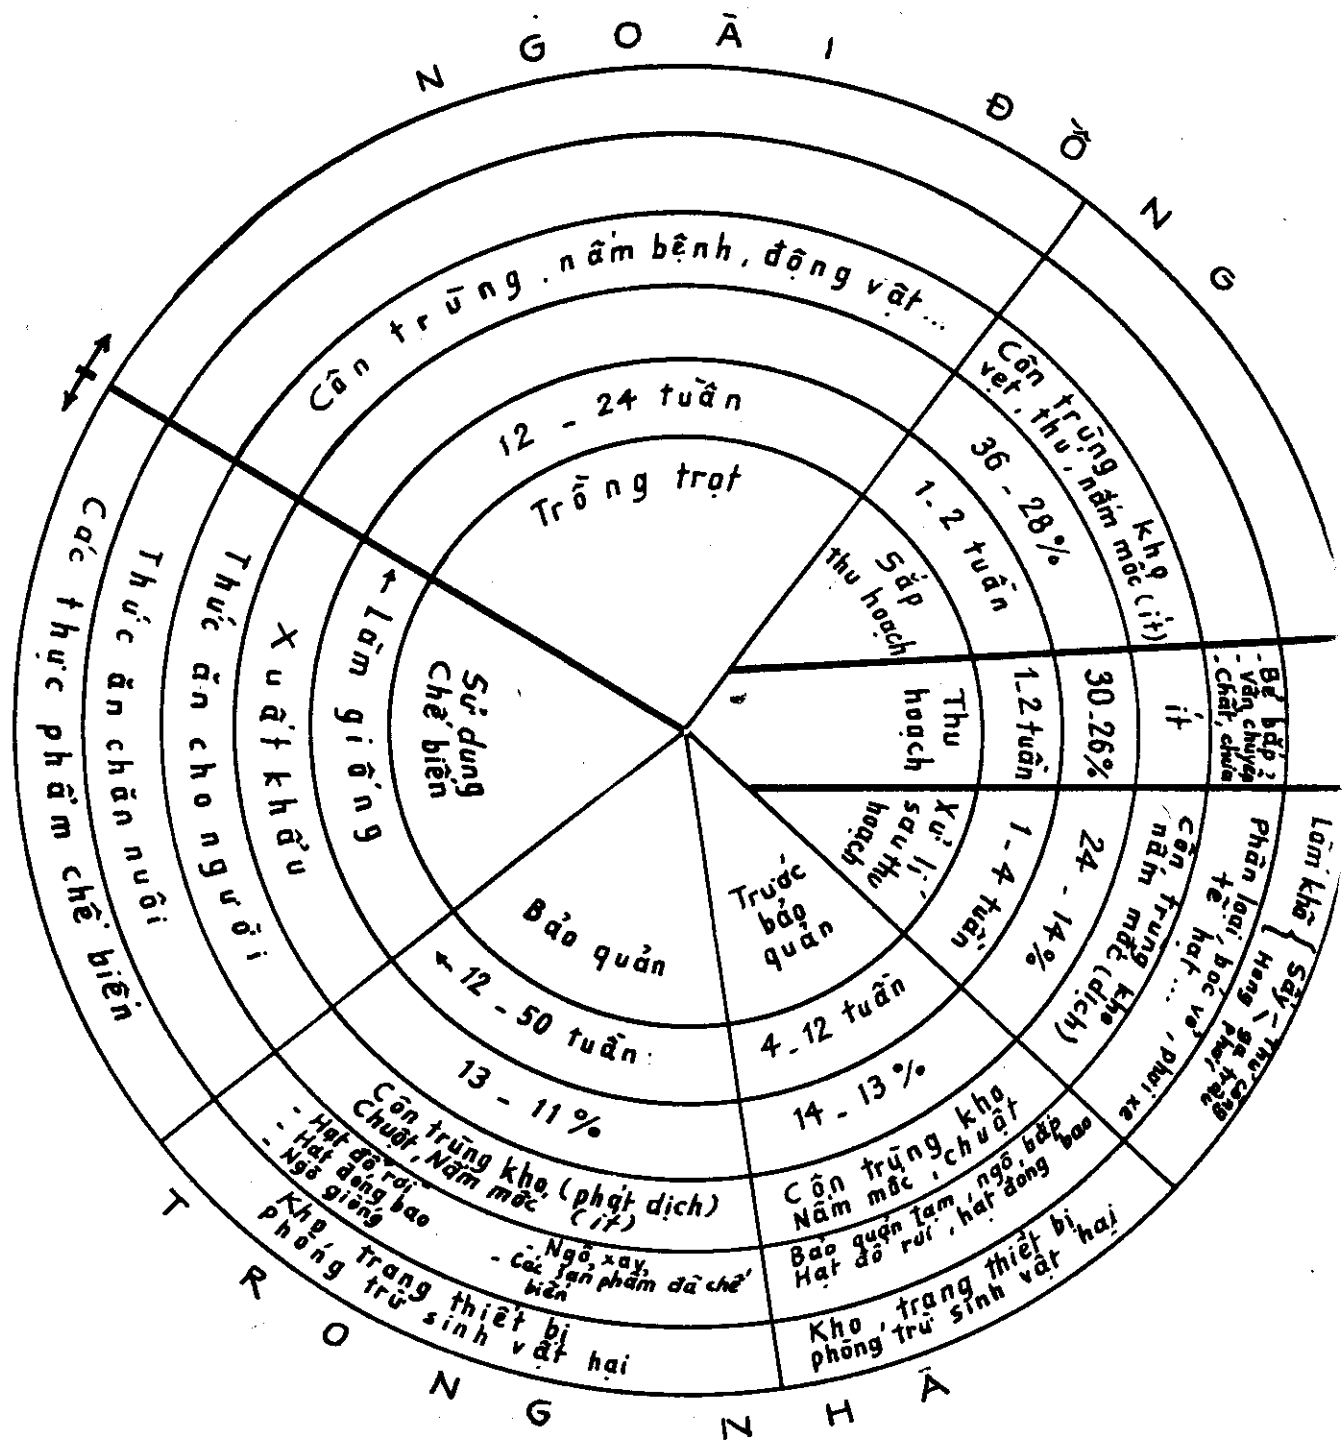 NGOÀI ĐỒNG
Côn trùng, nấm bệnh, động vật...
12 - 24 tuần
Trồng trọt
Côn trùng kho
vẹt, thú, nấm mốc (ít)
36 - 28%
1-2 tuần
Sắp
thu hoạch
- Bẻ bắp,
- vận chuyển
- Chất, chứa
ít
30-26%
1-2 tuần
Thu
hoạch
Làm khô { Sấy - Thủ công
Hong < gà trâu
phơi
Phân loại, bóc vỏ, phơi xe
tẽ hạt...
Côn trùng kho
nấm mốc (dịch)
24 - 14%
1 - 4 tuần
Xử lí
sau thu
hoạch
Trước
bảo
quản
4-12 tuần
14 - 13%
Côn trùng kho
Nấm mốc, chuột
Bảo quản tạm, ngô bắp,
Hạt đổ rời, hạt đóng bao
Kho, trang thiết bị
phòng trừ sinh vật hại
Bảo quản
12 - 50 tuần
13 - 11%
Côn trùng kho (phát dịch)
Chuột, Nấm mốc (ít)
- Hạt đổ rời
- Hạt đóng bao
- Ngô giống
- Ngô xay,
- Các sản phẩm đã chế
biến
Kho, trang thiết bị
phòng trừ sinh vật hại
Sử dụng
Chế biến
Làm giống
Xuất khẩu
Thức ăn cho người
Thức ăn chăn nuôi
Các thực phẩm chế biến
TRONG NHÀ